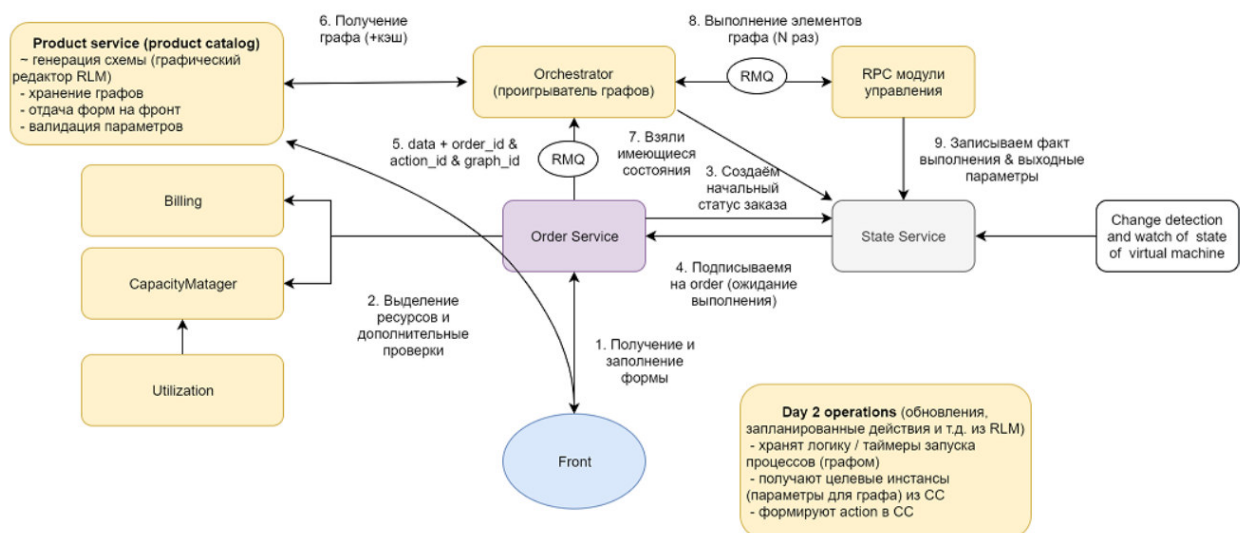 6. Получение
графа (+кэш)
8. Выполнение элементов
графа (N раз)
Product service (product catalog)
~ генерация схемы (графический
редактор RLM)
- хранение графов
- отдача форм на фронт
- валидация параметров
Orchestrator
(проигрыватель графов)
RMQ
RPC модули
управления
5. data + order_id &
action_id & graph_id
RMQ
7. Взяли
имеющиеся
состояния
9. Записываем факт
выполнения & выходные
параметры
3. Создаём
начальный
статус заказа
Billing
Order Service
State Service
Change detection
and watch of state
of virtual machine
CapacityMatager
4. Подписываемя
на order (ожидание
выполнения)
2. Выделение
ресурсов и
дополнительные
проверки
1. Получение и
заполнение
формы
Utilization
Front
Day 2 operations (обновления,
запланированные действия и т.д. из RLM)
- хранят логику / таймеры запуска
процессов (графом)
- получают целевые инстансы
(параметры для графа) из СС
- формируют action в СС